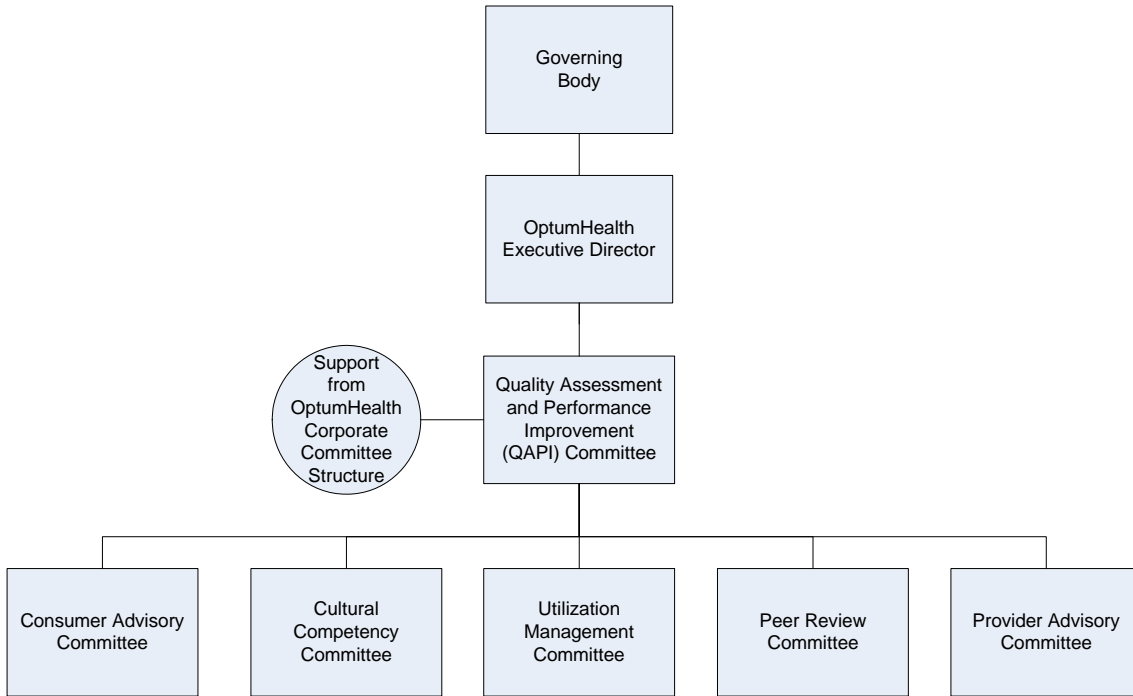 Governing
Body
OptumHealth
Executive Director
Support
from
OptumHealth
Corporate
Committee
Structure
Quality Assessment
and Performance
Improvement
(QAPI) Committee
Consumer Advisory
Committee
Cultural
Competency
Committee
Utilization
Management
Committee
Peer Review
Committee
Provider Advisory
Committee